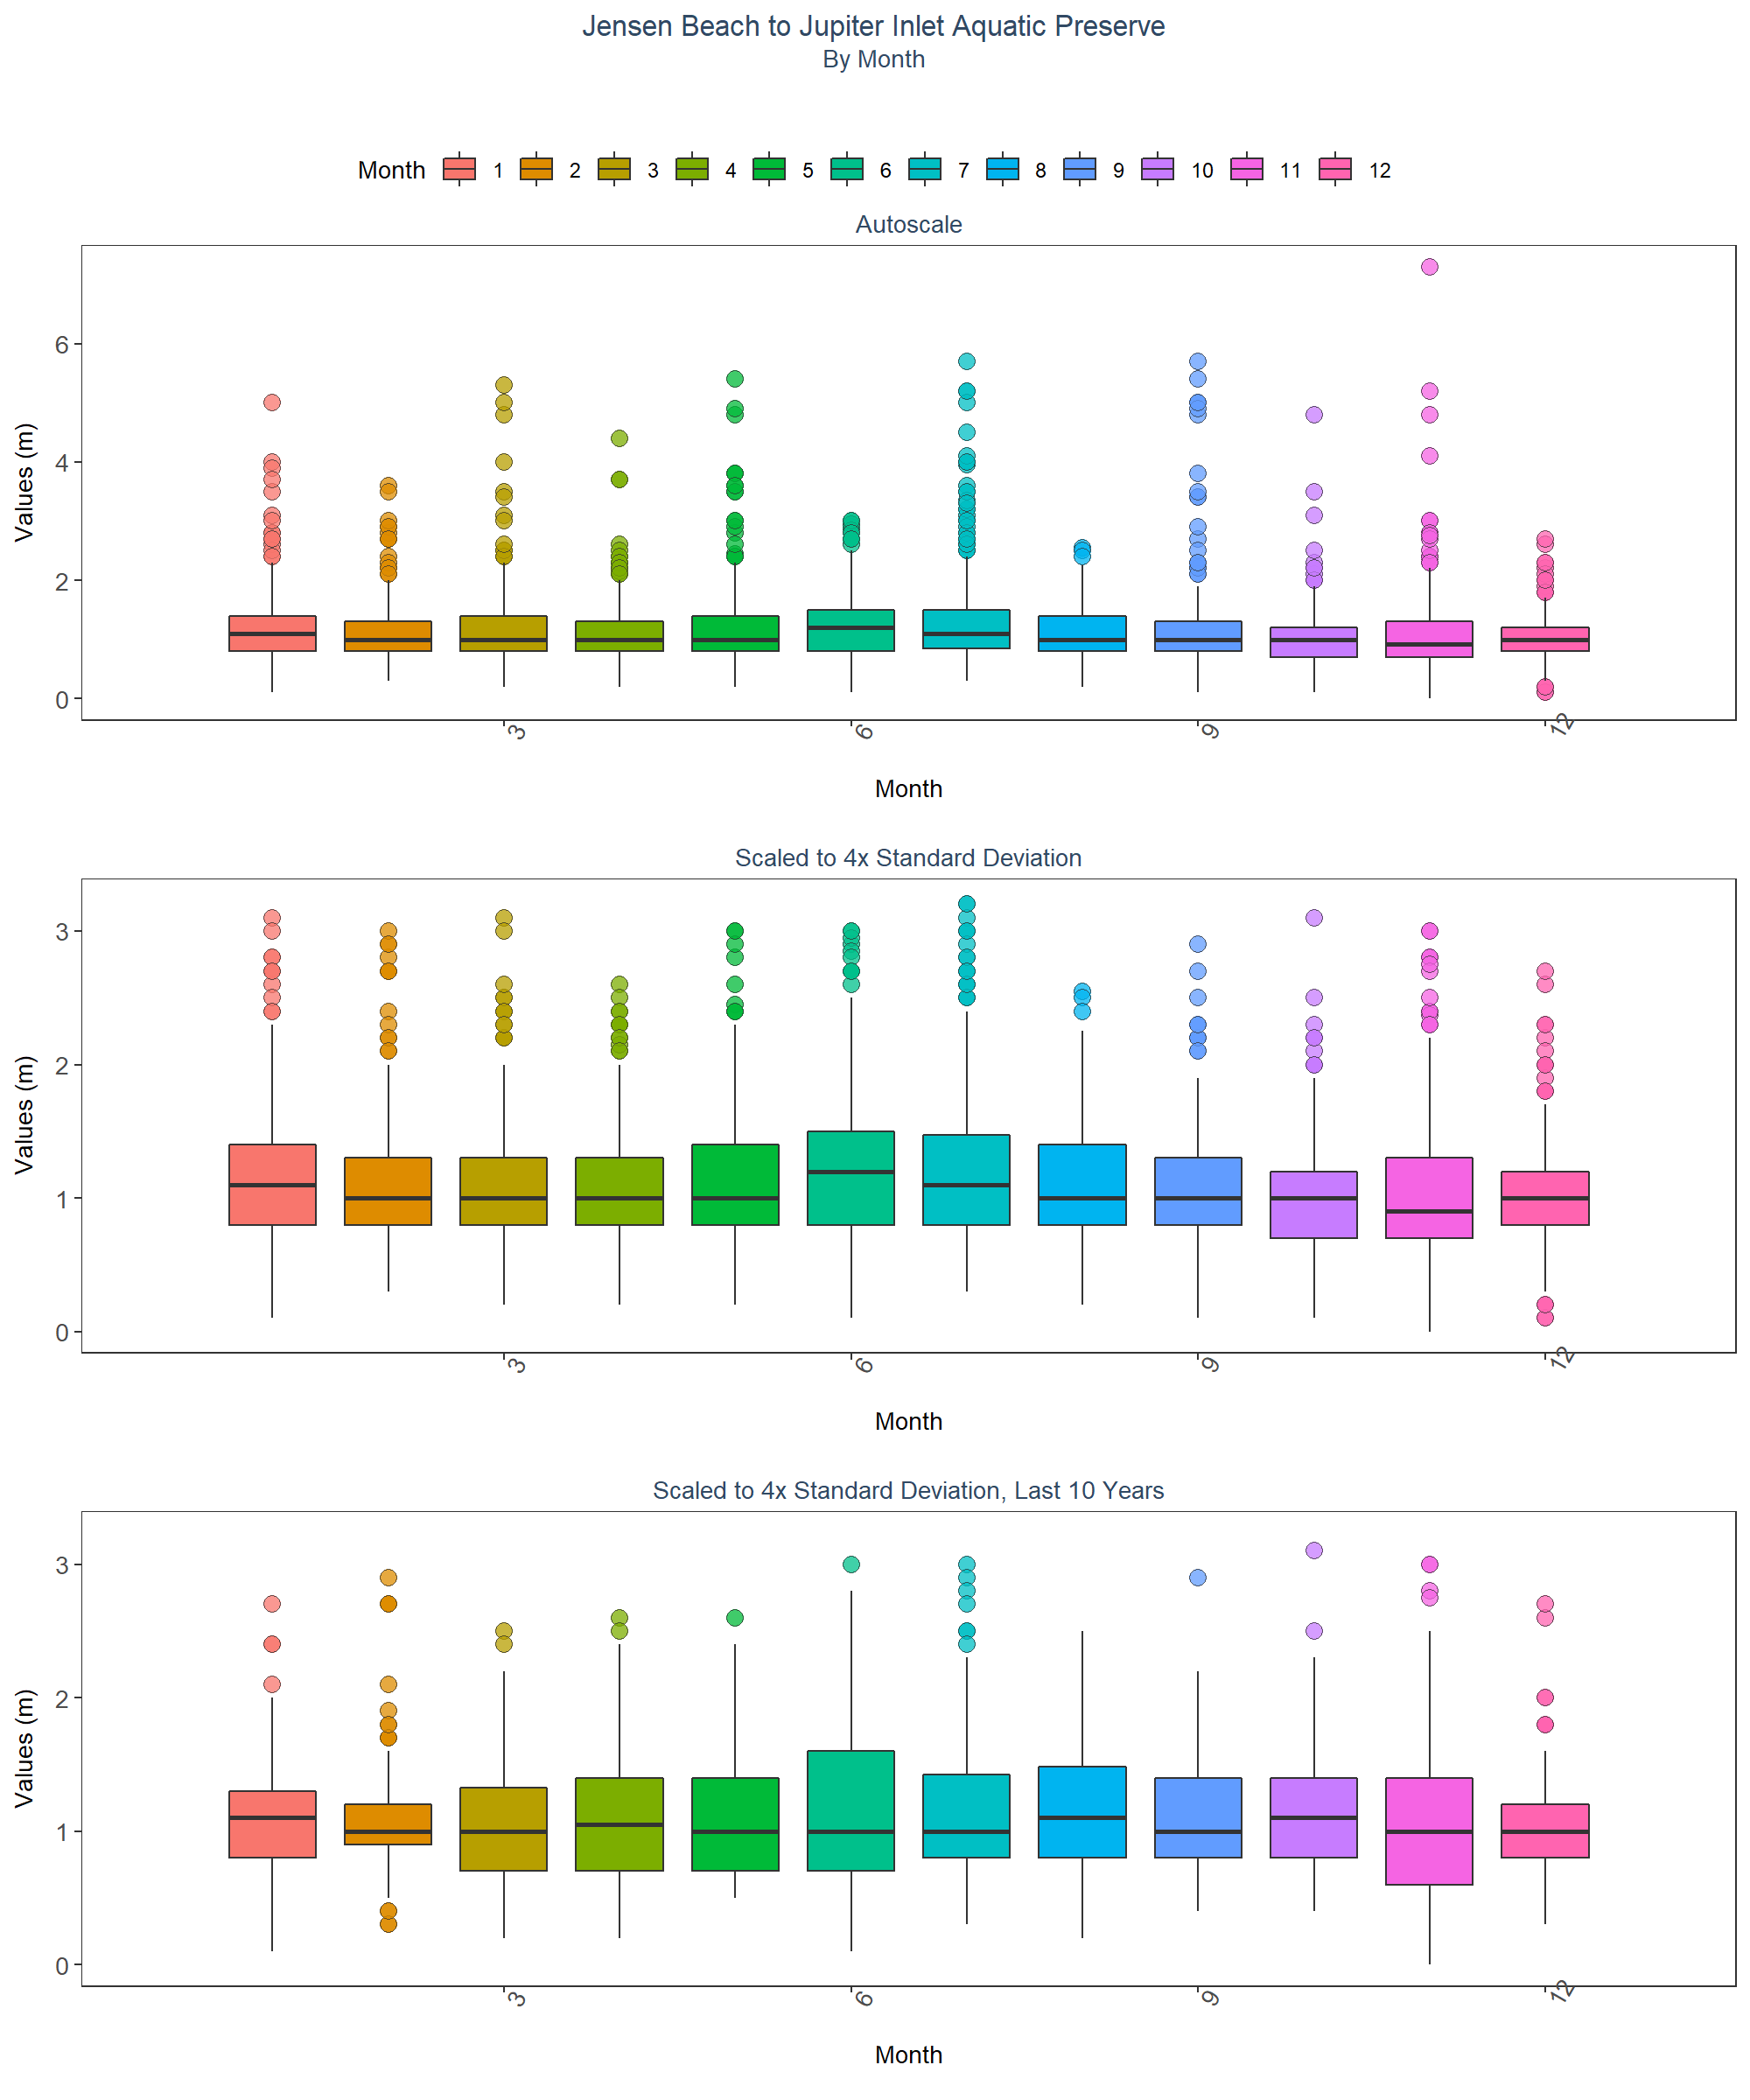 Jensen Beach to Jupiter Inlet Aquatic Preserve
By Month
Month 1 2 3 4 5 6 7 8 9 10 11 12
Autoscale
Values (m)
6
4
2
0
3 6 9 12
Month
Scaled to 4x Standard Deviation
Values (m)
3
2
1
0
3 6 9 12
Month
Scaled to 4x Standard Deviation, Last 10 Years
Values (m)
3
2
1
0
3 6 9 12
Month